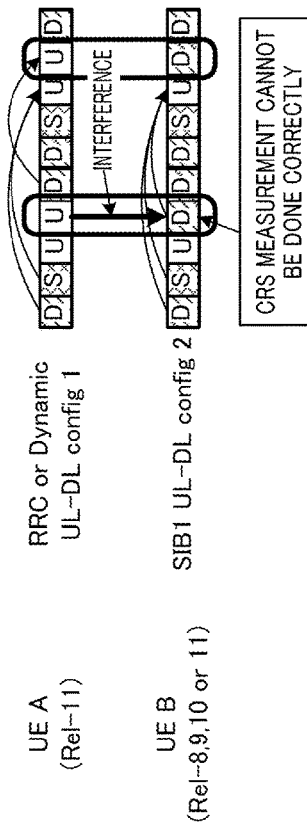 UE A
(Rel-11)
RRC or Dynamic
UL-DL config 1
D S U U D D S U U D
INTERFERENCE
UE B
(Rel-8,9,10 or 11)
SIB1 UL-DL config 2
D S U D D D S U D D
CRS MEASUREMENT CANNOT
BE DONE CORRECTLY